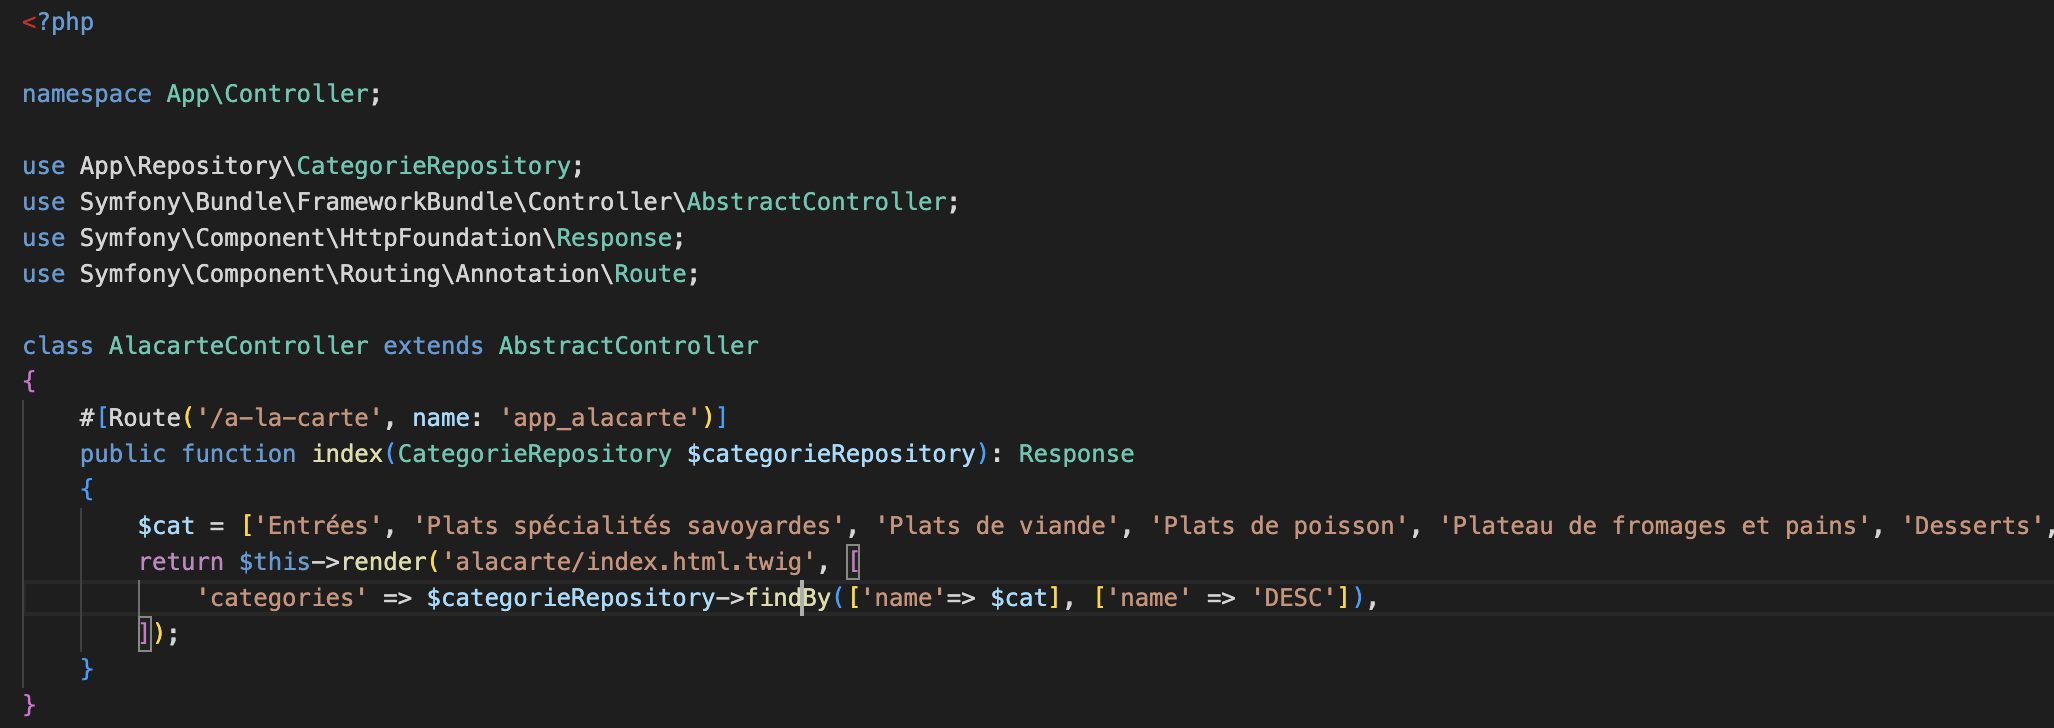 <?php
namespace App\Controller;
use App\Repository\CategorieRepository;
use Symfony\Bundle\FrameworkBundle\Controller\AbstractController;
use Symfony\Component\HttpFoundation\Response;
use Symfony\Component\Routing\Annotation\Route;
class AlacarteController extends AbstractController
{
#[Route('/a-la-carte', name: 'app_alacarte')]
public function index(CategorieRepository $categorieRepository): Response
{
$cat = ['Entrées', 'Plats spécialités savoyardes', 'Plats de viande', 'Plats de poisson', 'Plateau de fromages et pains', 'Desserts',
return $this->render('alacarte/index.html.twig', [
'categories' => $categorieRepository->findBy(['name'=> $cat], ['name' => 'DESC']),
]);
}
}